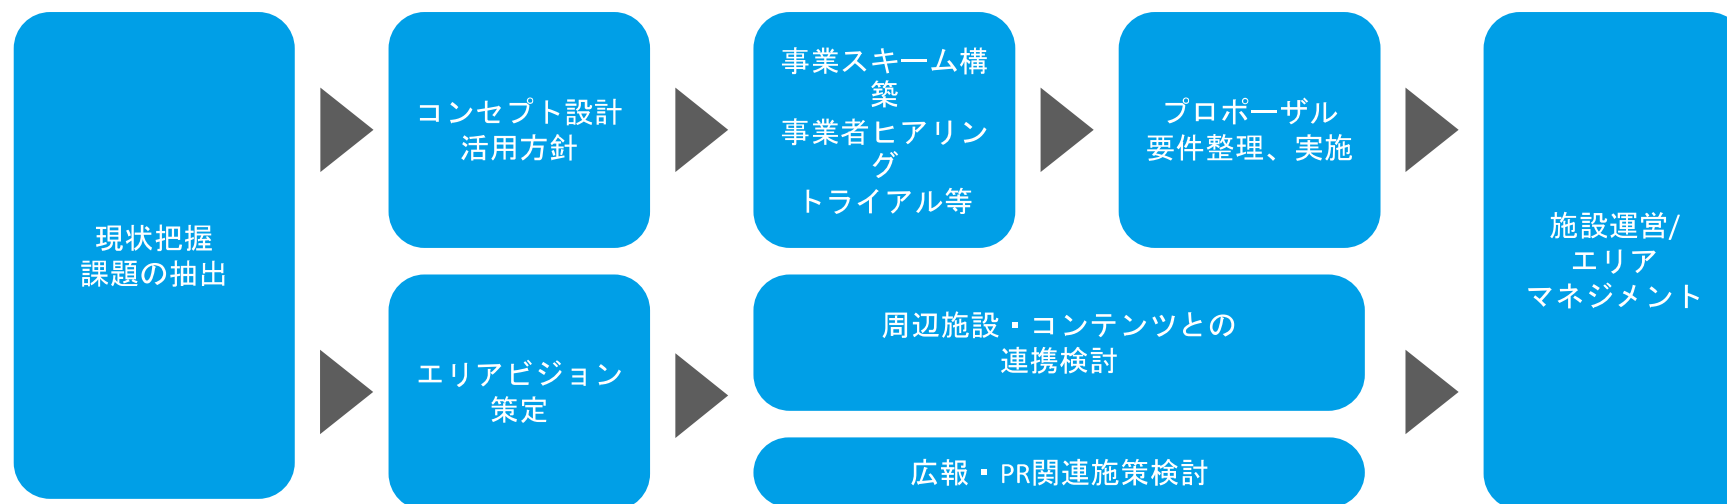 現状把握
課題の抽出
コンセプト設計
活用方針
事業スキーム構
築
事業者ヒアリン
グ
トライアル等
プロポーザル
要件整理、実施
エリアビジョン
策定
周辺施設・コンテンツとの
連携検討
広報・PR関連施策検討
施設運営/
エリア
マネジメント